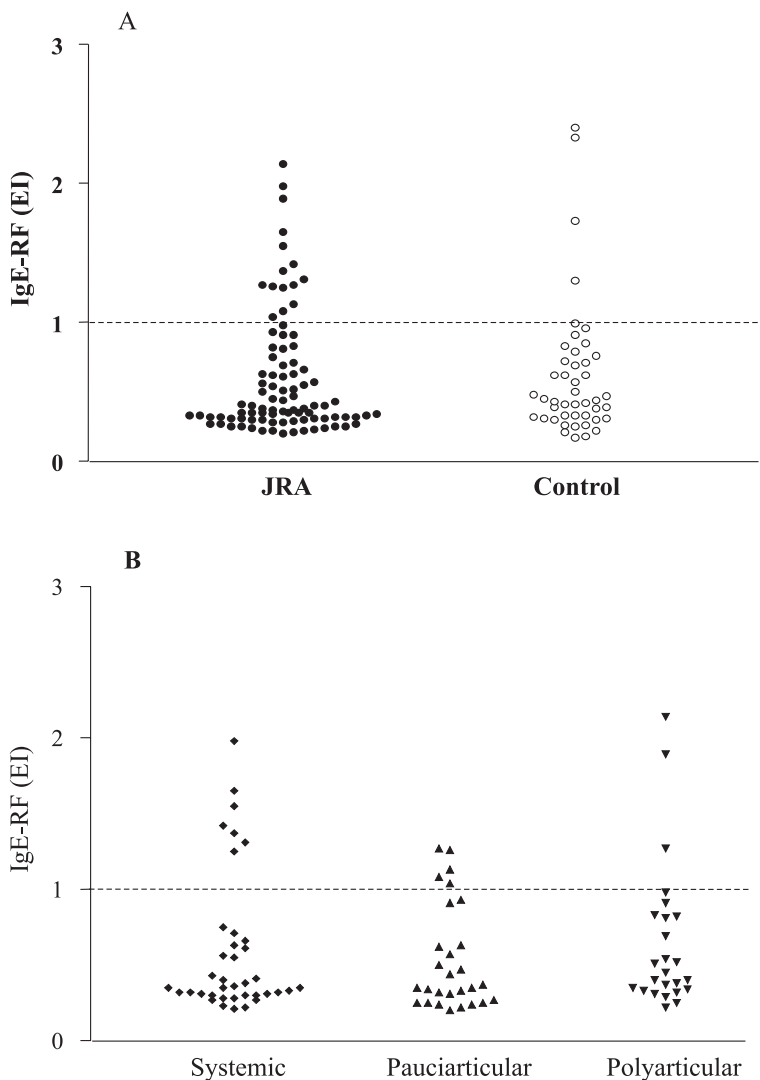 A
3
2
1
0
IgE-RF (EI)
JRA Control
B
3
2
1
0
IgE-RF (EI)
Systemic Pauciarticular Polyarticular